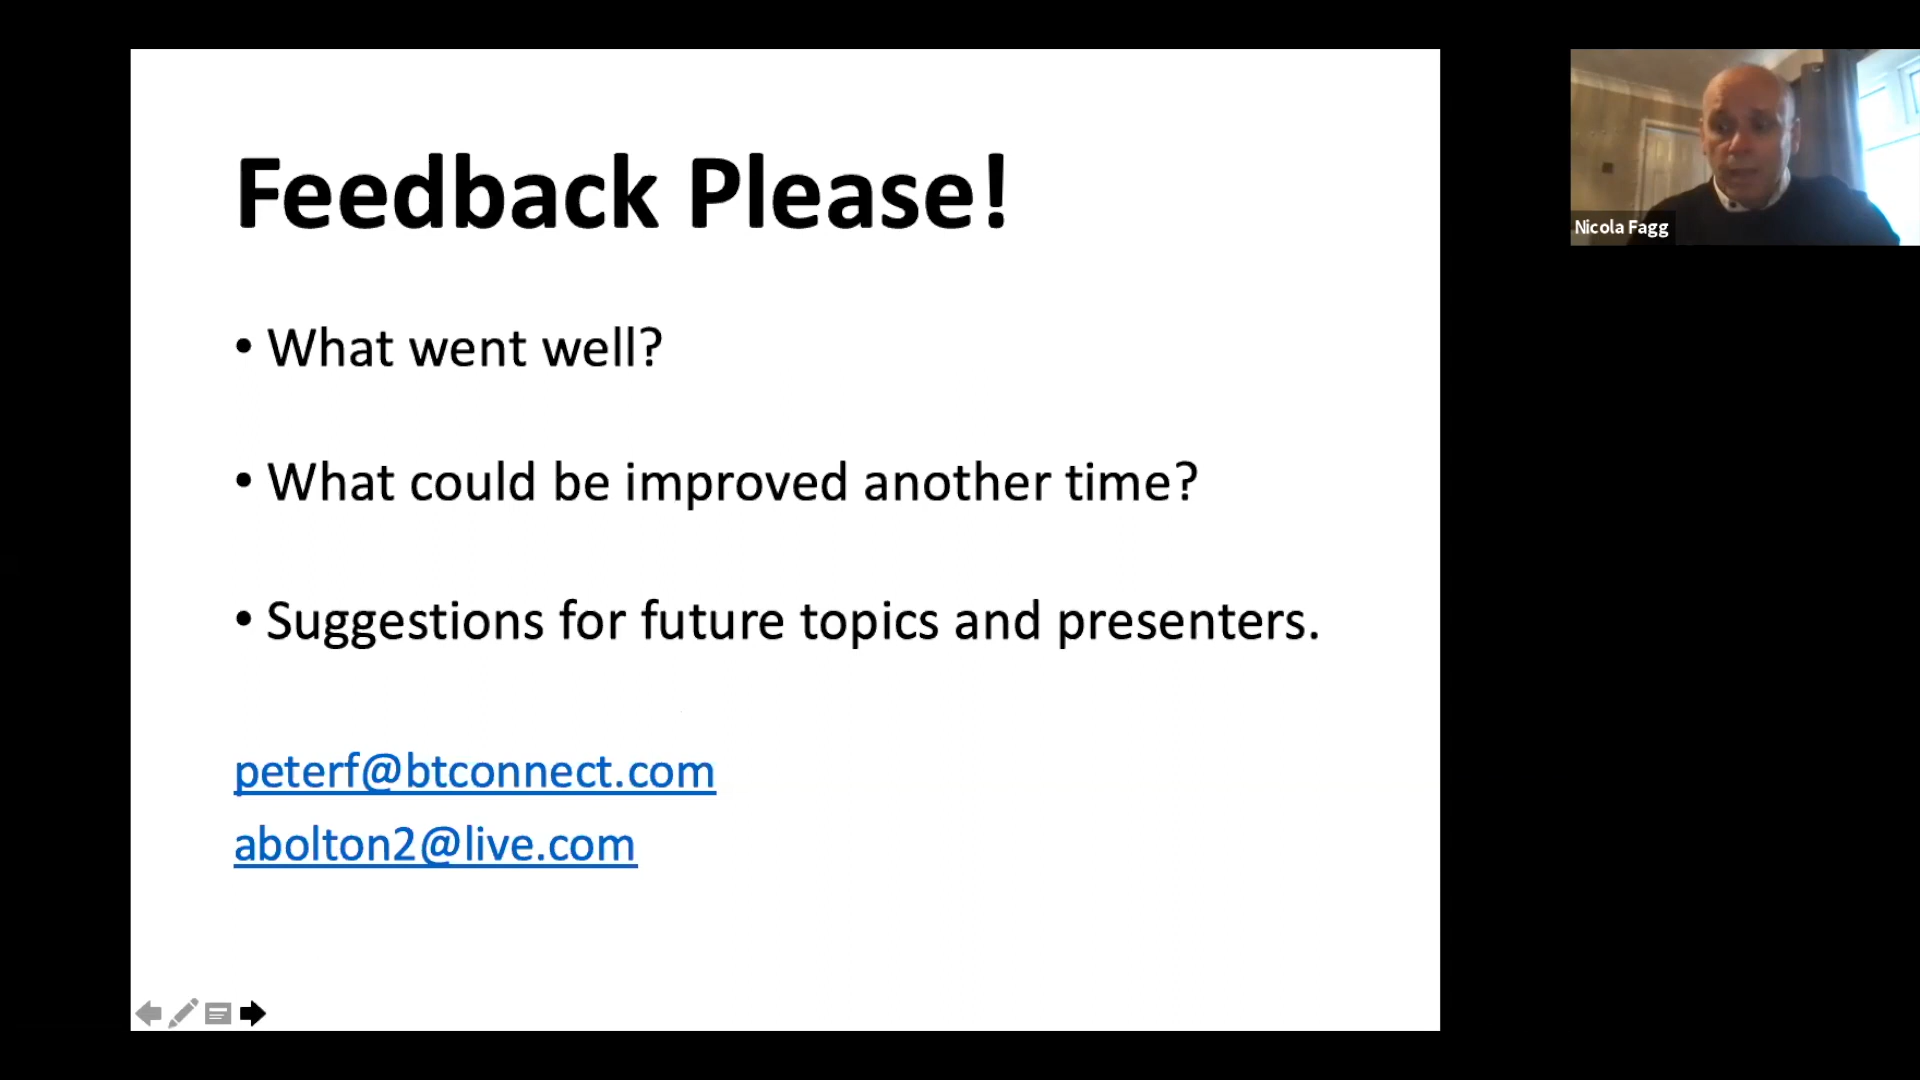 Feedback Please!
• What went well?
• What could be improved another time?
• Suggestions for future topics and presenters.
peterf@btconnect.com
abolton2@live.com
Nicola Fagg